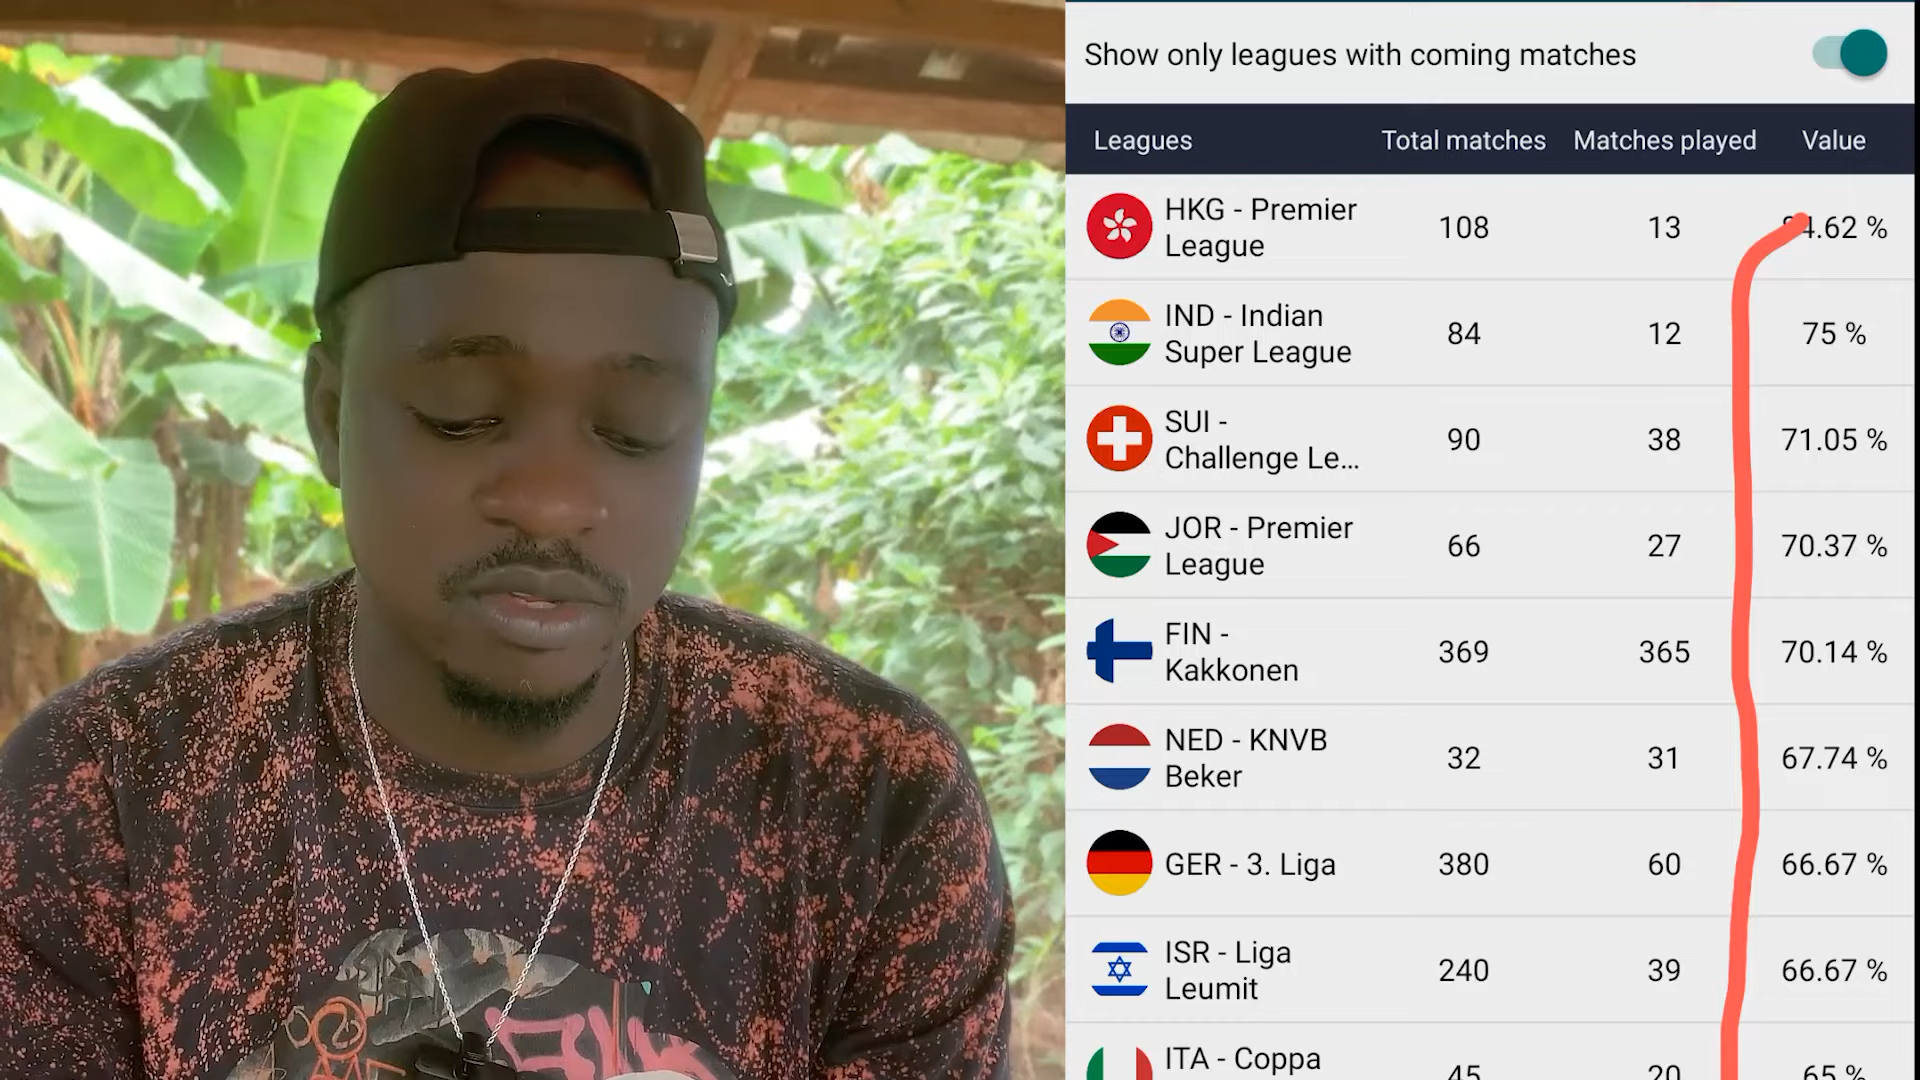 Show only leagues with coming matches
Leagues Total matches Matches played Value
HKG - Premier League 108 13 4.62 %
IND - Indian Super League 84 12 75 %
SUI - Challenge Le... 90 38 71.05 %
JOR - Premier League 66 27 70.37 %
FIN - Kakkonen 369 365 70.14 %
NED - KNVB Beker 32 31 67.74 %
GER - 3. Liga 380 60 66.67 %
ISR - Liga Leumit 240 39 66.67 %
ITA - Coppa 45 20 65 %